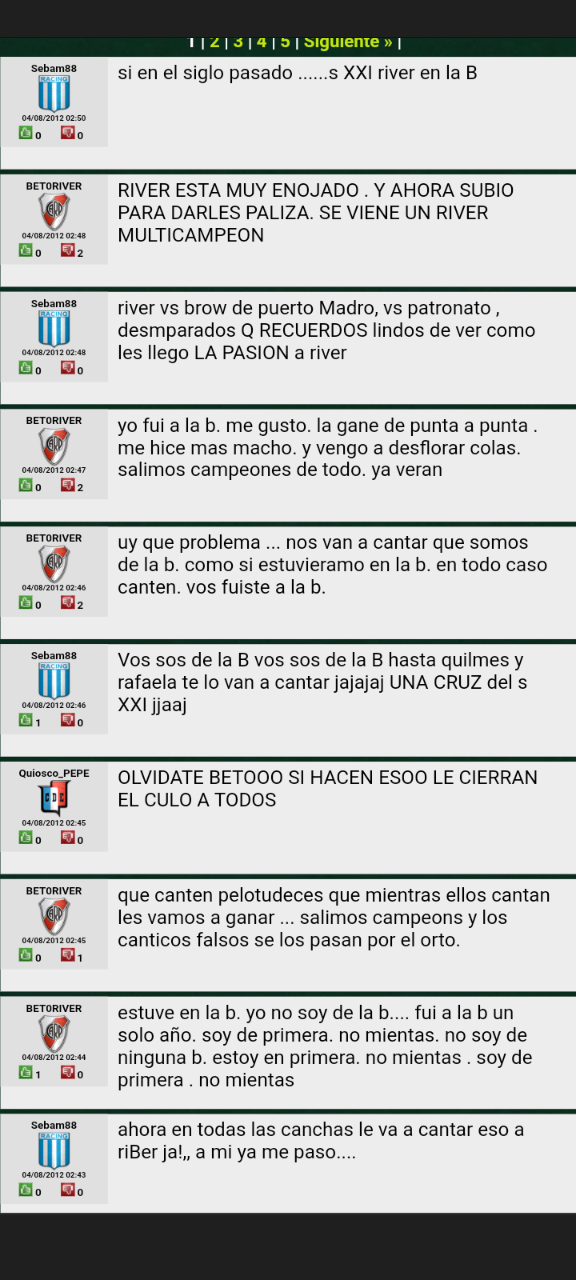 1 | 2 | 3 | 4 | 5 | Siguiente » |
Sebam88
RACING
04/08/2012 02:50
0 0
si en el siglo pasado ......s XXI river en la B
BET0RIVER
04/08/2012 02:48
0 2
RIVER ESTA MUY ENOJADO . Y AHORA SUBIO
PARA DARLES PALIZA. SE VIENE UN RIVER
MULTICAMPEON
Sebam88
RACING
04/08/2012 02:48
0 0
river vs brow de puerto Madro, vs patronato ,
desmparados Q RECUERDOS lindos de ver como
les llego LA PASION a river
BET0RIVER
04/08/2012 02:47
0 2
yo fui a la b. me gusto. la gane de punta a punta .
me hice mas macho. y vengo a desflorar colas.
salimos campeones de todo. ya veran
BET0RIVER
04/08/2012 02:46
0 2
uy que problema ... nos van a cantar que somos
de la b. como si estuvieramo en la b. en todo caso
canten. vos fuiste a la b.
Sebam88
RACING
04/08/2012 02:46
1 0
Vos sos de la B vos sos de la B hasta quilmes y
rafaela te lo van a cantar jajajaj UNA CRUZ del s
XXI jjaaj
Quiosco_PEPE
CDE
04/08/2012 02:45
0 0
OLVIDATE BETOOO SI HACEN ESOO LE CIERRAN
EL CULO A TODOS
BET0RIVER
04/08/2012 02:45
0 1
que canten pelotudeces que mientras ellos cantan
les vamos a ganar ... salimos campeons y los
canticos falsos se los pasan por el orto.
BET0RIVER
04/08/2012 02:44
1 0
estuve en la b. yo no soy de la b.... fui a la b un
solo año. soy de primera. no mientas. no soy de
ninguna b. estoy en primera. no mientas . soy de
primera . no mientas
Sebam88
RACING
04/08/2012 02:43
0 0
ahora en todas las canchas le va a cantar eso a
riBer ja!,, a mi ya me paso....